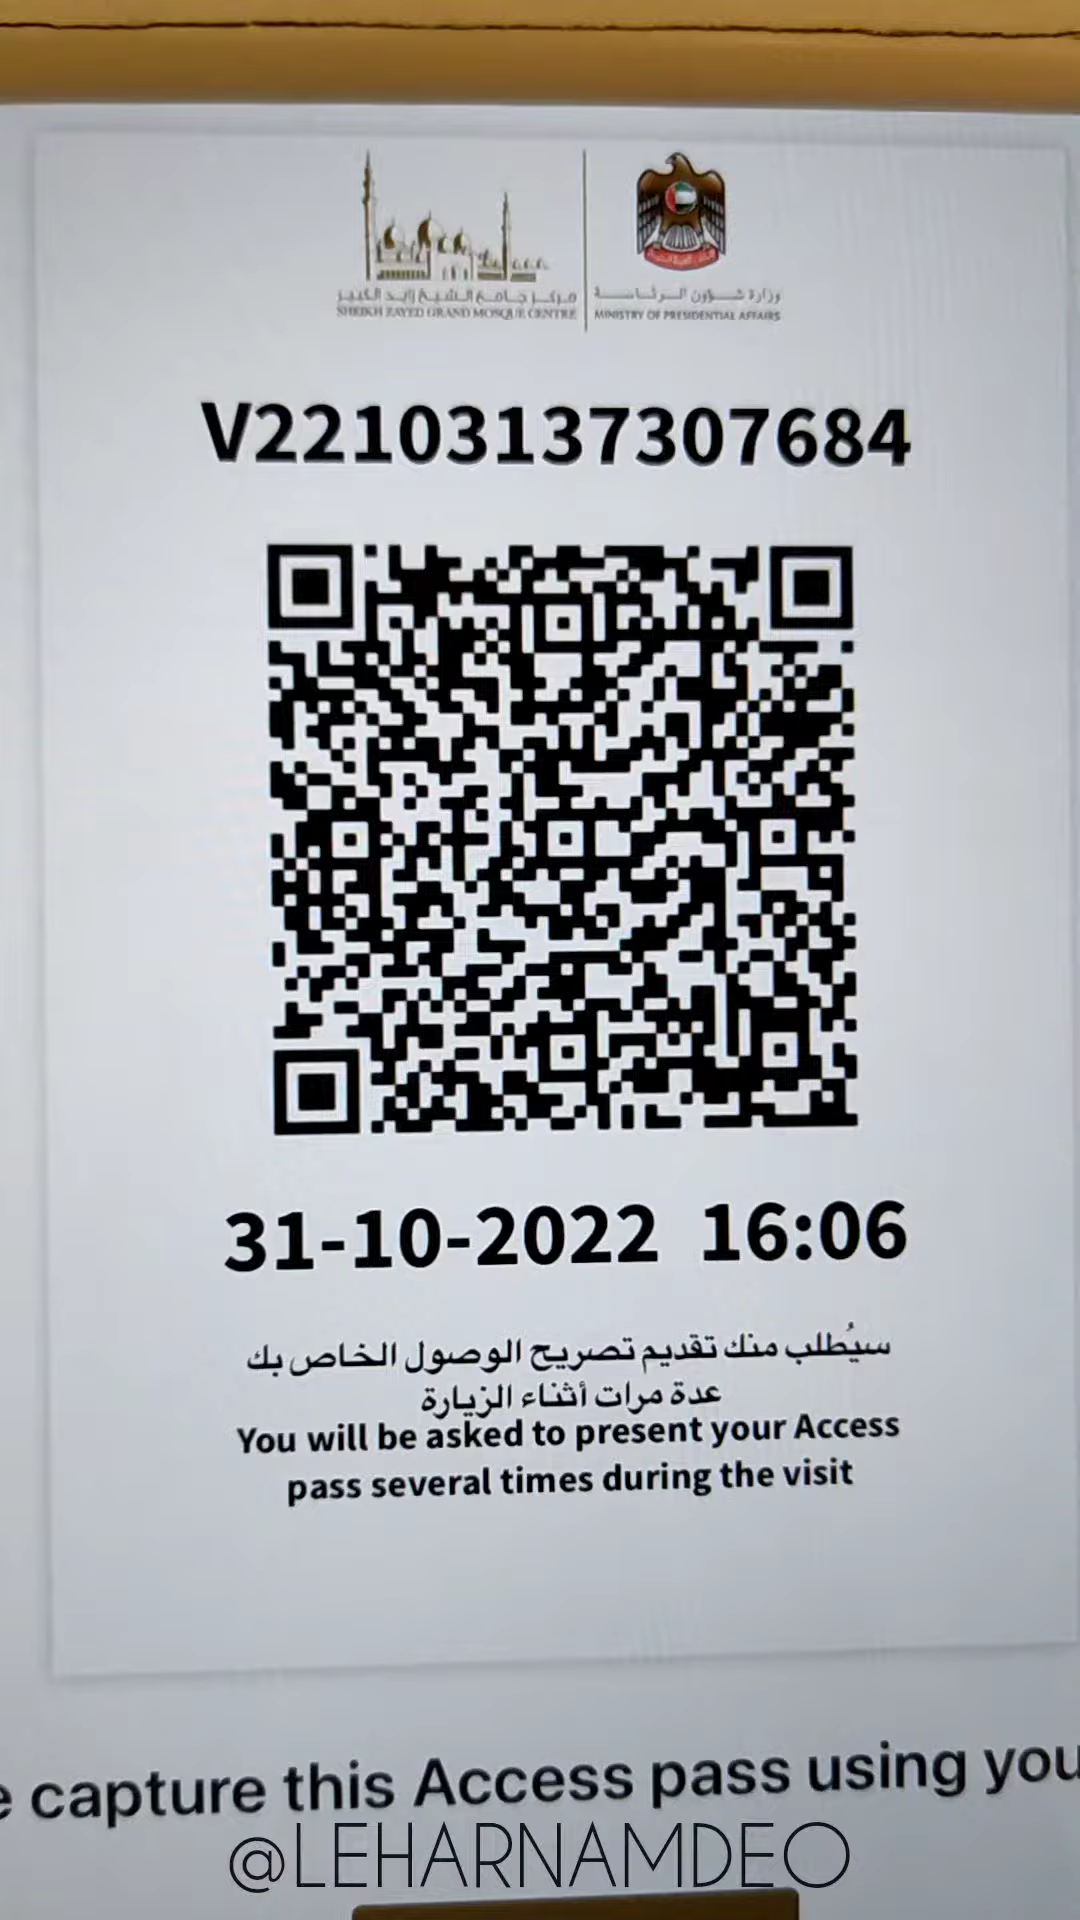 مركز جامع الشيخ زايد الكبير
SHEIKH ZAYED GRAND MOSQUE CENTRE
وزارة شؤون الرئاسة
MINISTRY OF PRESIDENTIAL AFFAIRS
V22103137307684
31-10-2022 16:06
سيُطلب منك تقديم تصريح الوصول الخاص بك
عدة مرات أثناء الزيارة
You will be asked to present your Access
pass several times during the visit
e capture this Access pass using you
@LEHARNAMDEO